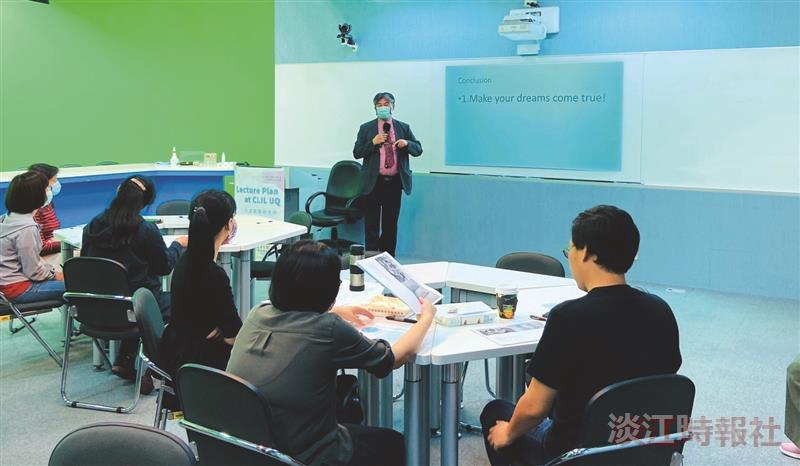 Conclusion
•1.Make your dreams come true!
Lecture Plan
at CLIL UQ
淡江時報社